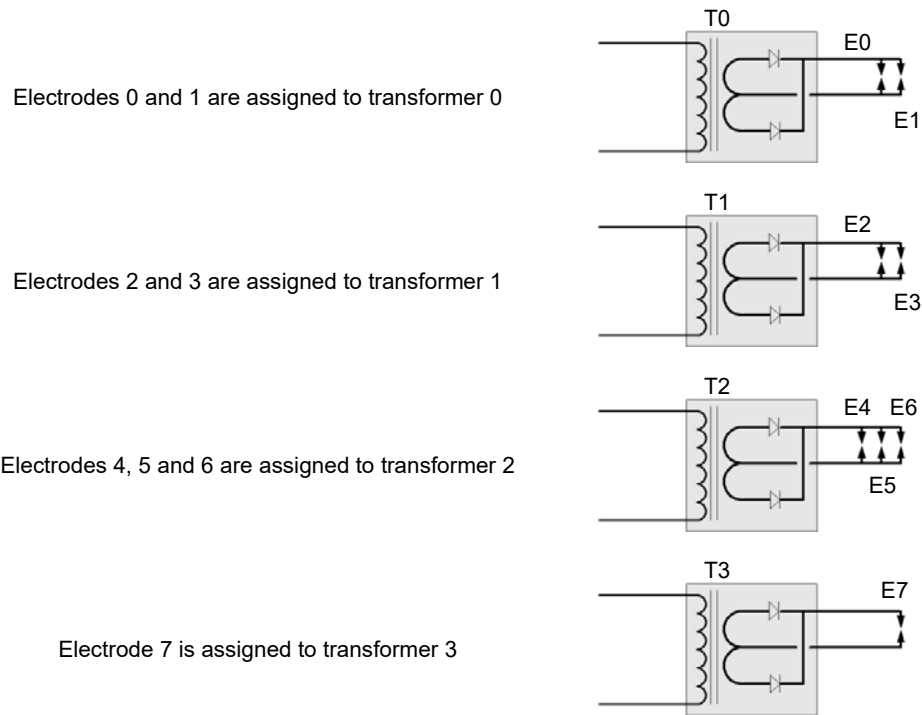 T0
E0
Electrodes 0 and 1 are assigned to transformer 0
E1
T1
E2
Electrodes 2 and 3 are assigned to transformer 1
E3
T2
E4 E6
Electrodes 4, 5 and 6 are assigned to transformer 2
E5
T3
E7
Electrode 7 is assigned to transformer 3